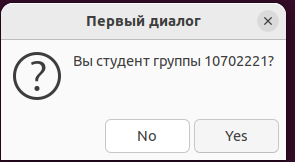 Первый диалог
Вы студент группы 10702221?
No
Yes